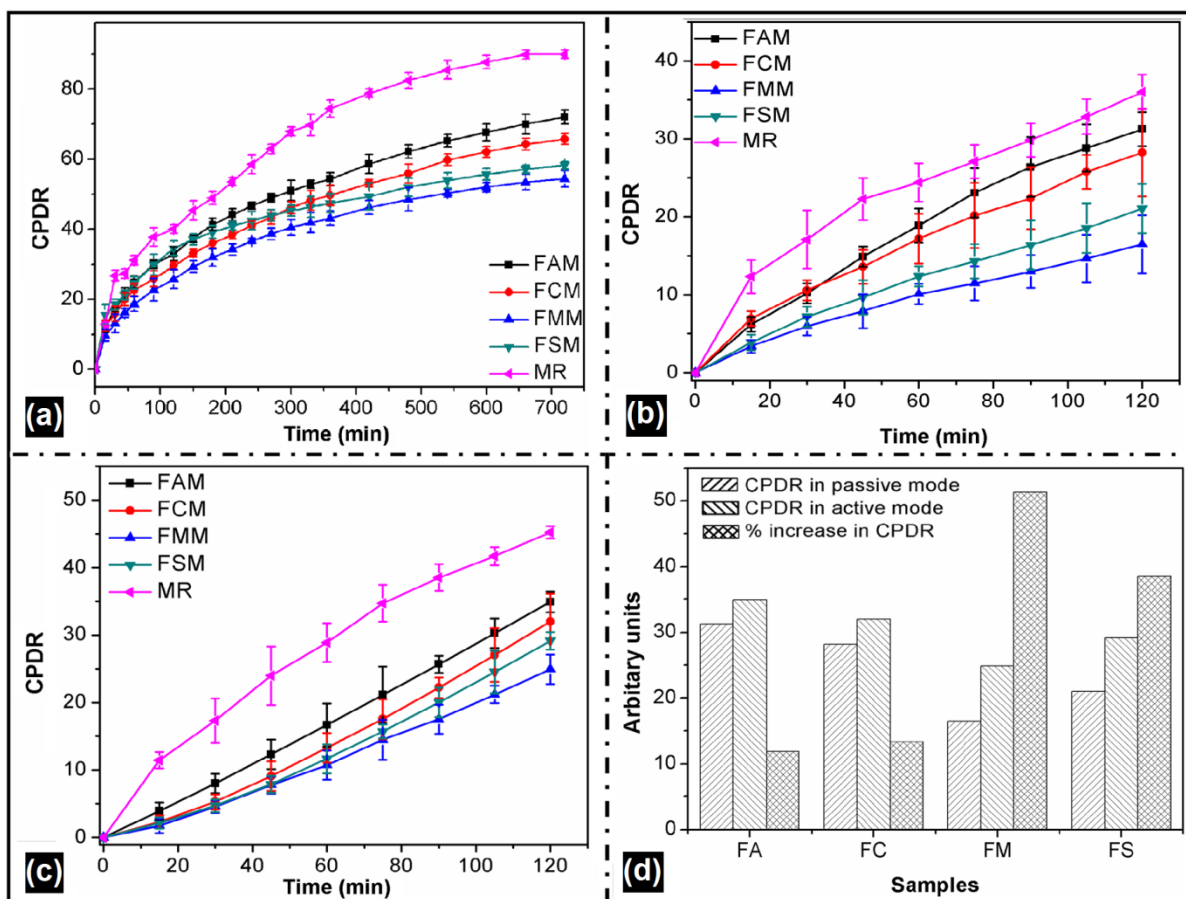 CPDR
80
60
40
20
0
FAM
FCM
FMM
FSM
MR
0 100 200 300 400 500 600 700
Time (min)
(a)
CPDR
40
30
20
10
0
FAM
FCM
FMM
FSM
MR
0 20 40 60 80 100 120
Time (min)
(b)
CPDR
50
40
30
20
10
0
FAM
FCM
FMM
FSM
MR
0 20 40 60 80 100 120
Time (min)
(c)
Arbitary units
50
40
30
20
10
0
CPDR in passive mode
CPDR in active mode
% increase in CPDR
FA FC FM FS
Samples
(d)